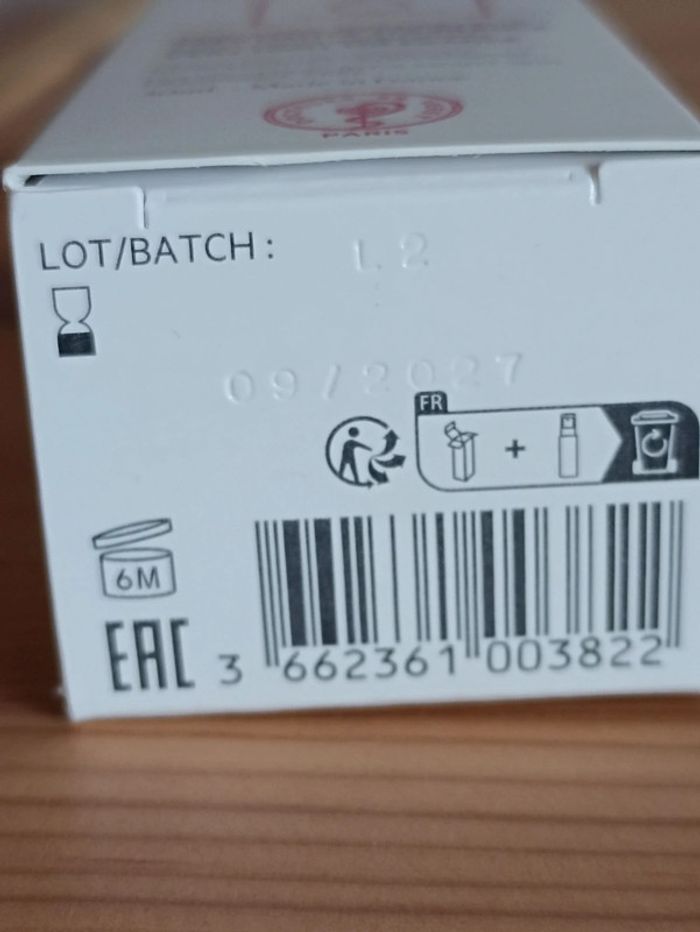 PARIS
LOT/BATCH : L 2
09/2027
FR
+
6M
EAC
3 662361 003822